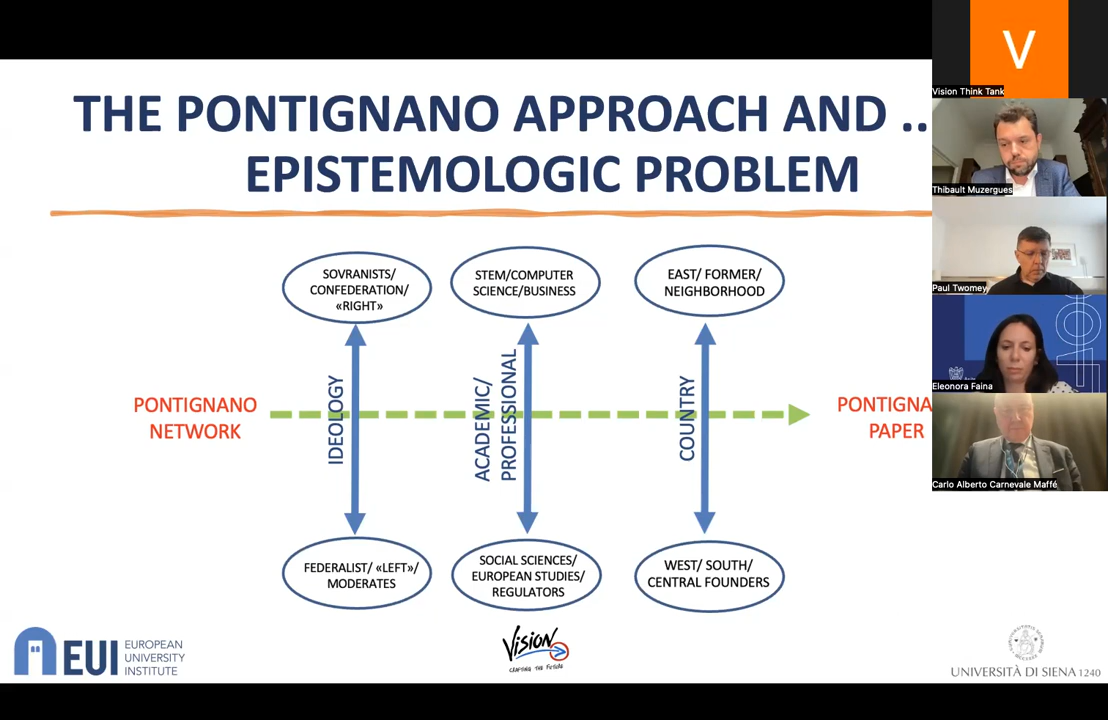 THE PONTIGNANO APPROACH AND ..
EPISTEMOLOGIC PROBLEM
SOVRANISTS/
CONFEDERATION/
«RIGHT»
STEM/COMPUTER
SCIENCE/BUSINESS
EAST/ FORMER/
NEIGHBORHOOD
PONTIGNANO
NETWORK
IDEOLOGY
ACADEMIC/
PROFESSIONAL
COUNTRY
PONTIGNA
PAPER
FEDERALIST/ «LEFT»/
MODERATES
SOCIAL SCIENCES/
EUROPEAN STUDIES/
REGULATORS
WEST/ SOUTH/
CENTRAL FOUNDERS
EUI
EUROPEAN
UNIVERSITY
INSTITUTE
VISION
CRAFTING THE FUTURE
UNIVERSITÀ DI SIENA 1240
V
Vision Think Tank
Thibault Muzergues
Paul Twomey
Eleonora Faina
Carlo Alberto Carnevale Maffé